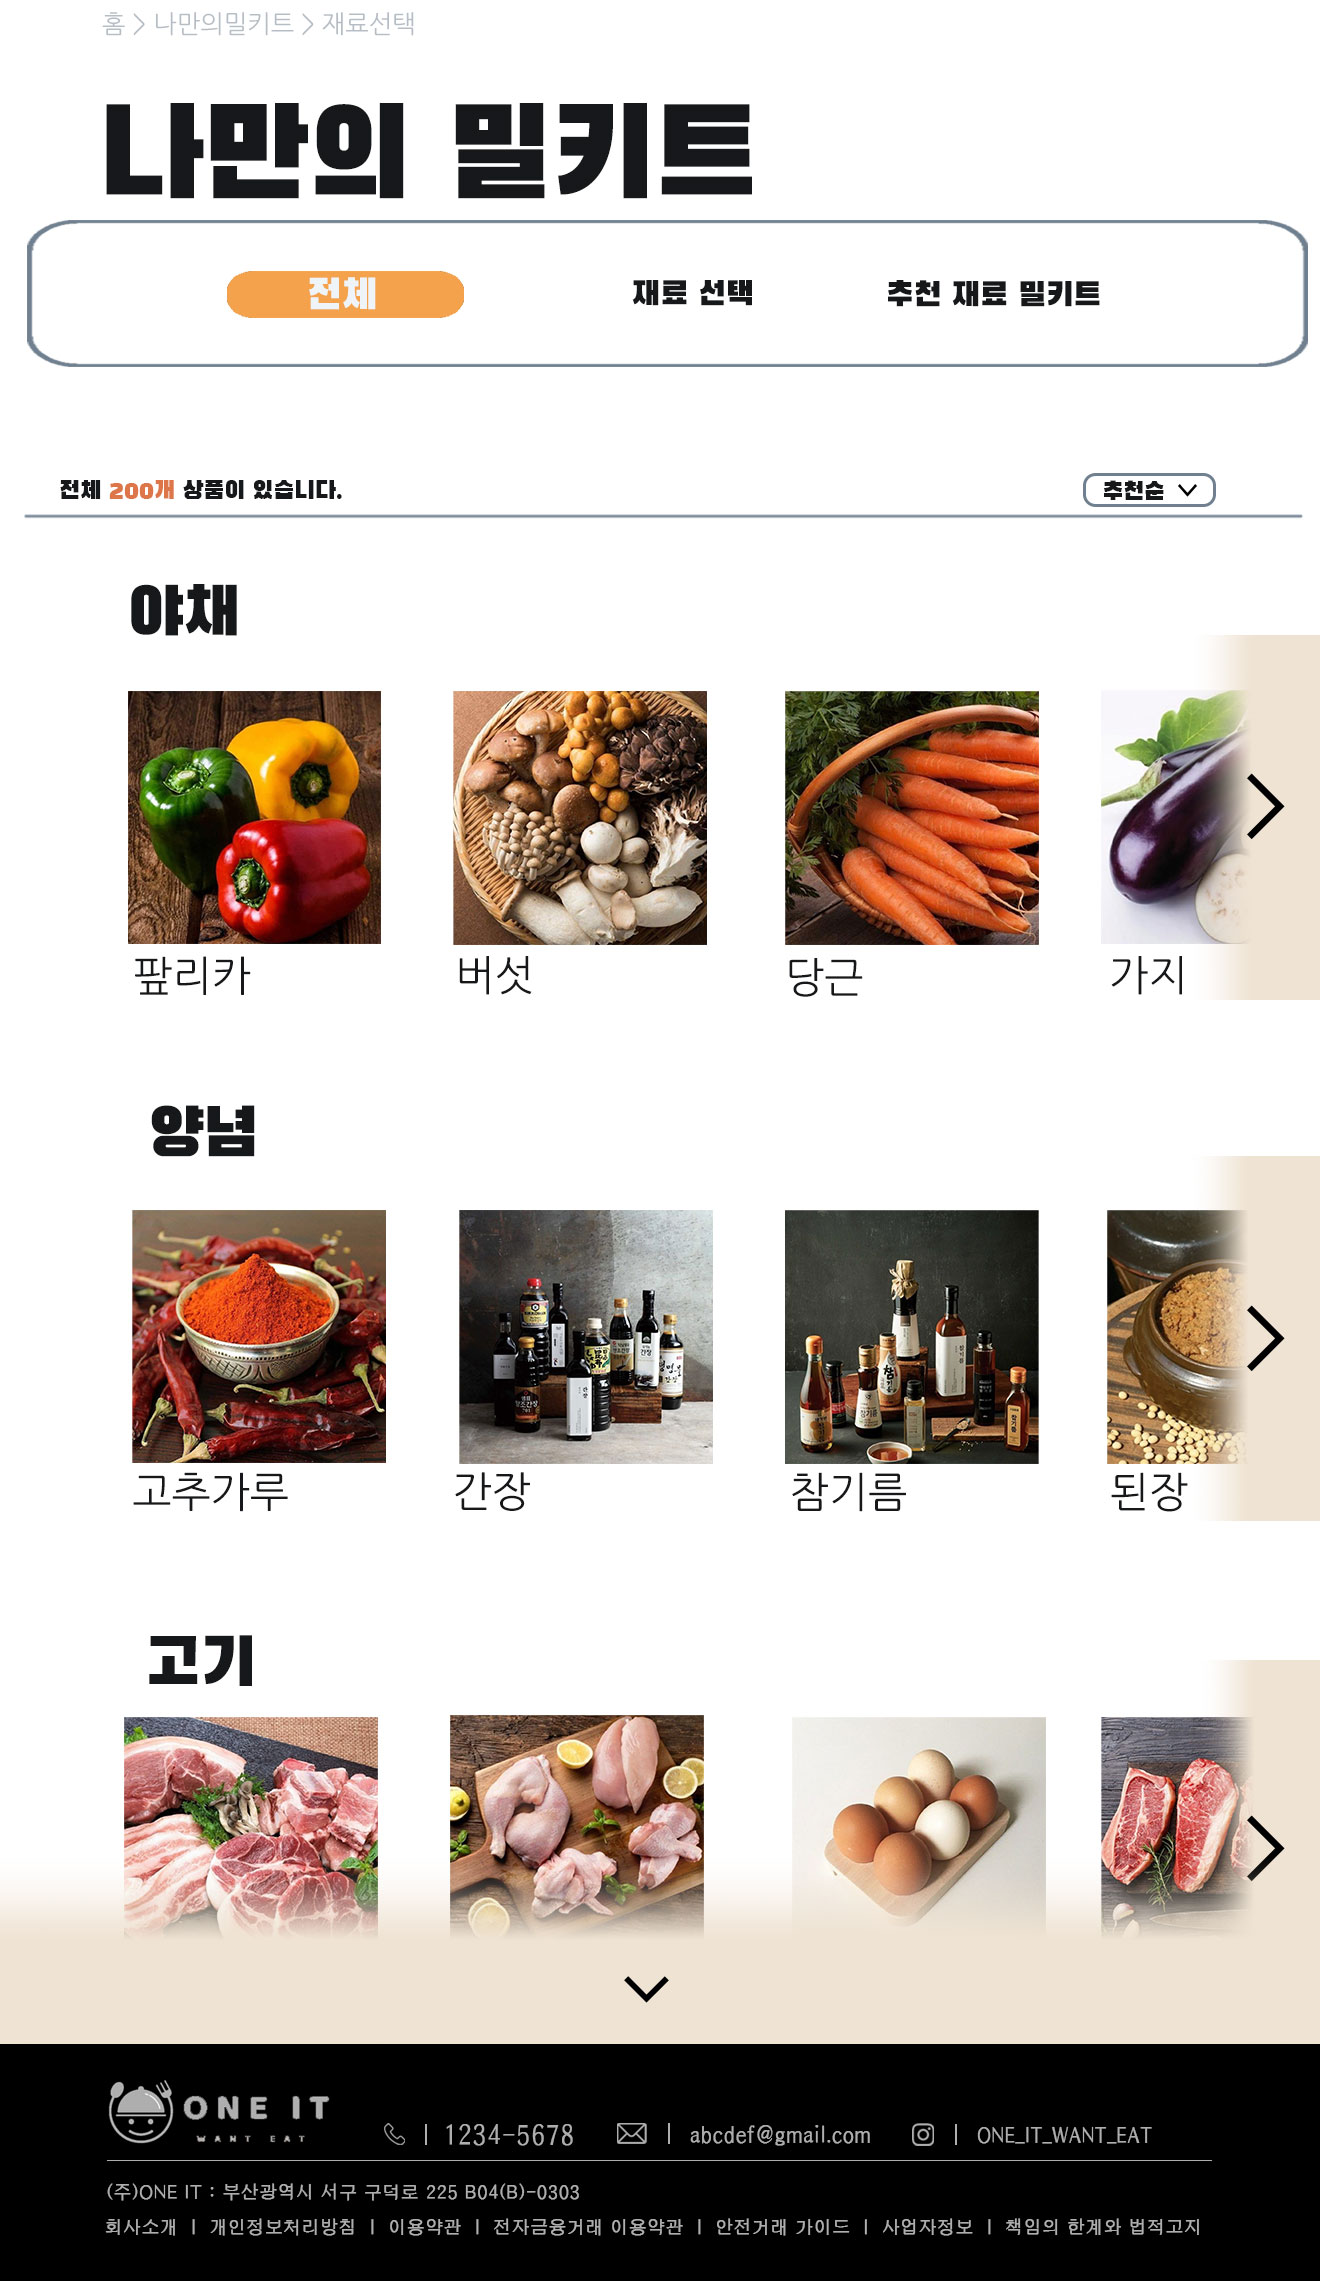 홈 > 나만의밀키트 > 재료선택
나만의 밀키트
전체 재료 선택 추천 재료 밀키트
전체 200개 상품이 있습니다. 추천순
야채
팦리카 버섯 당근 가지
양념
간장 참기름
고추가루 간장 참기름 된장
고기
ONE IT
WANT EAT
| 1234-5678 | abcdef@gmail.com | ONE_IT_WANT_EAT
(주)ONE IT : 부산광역시 서구 구덕로 225 B04(B)-0303
회사소개 | 개인정보처리방침 | 이용약관 | 전자금융거래 이용약관 | 안전거래 가이드 | 사업자정보 | 책임의 한계와 법적고지